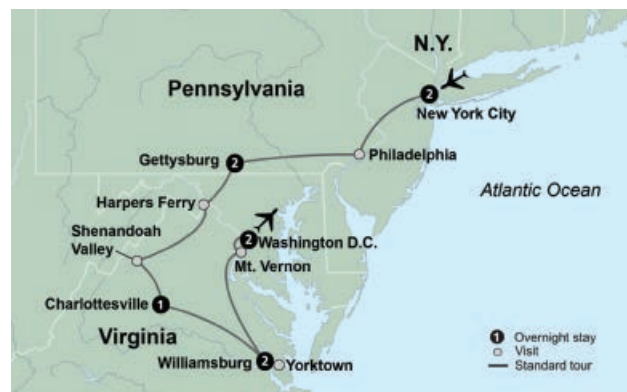 N.Y.
Pennsylvania
2
New York City
Gettysburg
2
Philadelphia
Harpers Ferry
Atlantic Ocean
Shenandoah
Valley
2
Washington D.C.
Mt. Vernon
Charlottesville
1
Virginia
Williamsburg
2
Yorktown
1 Overnight stay
Visit
Standard tour